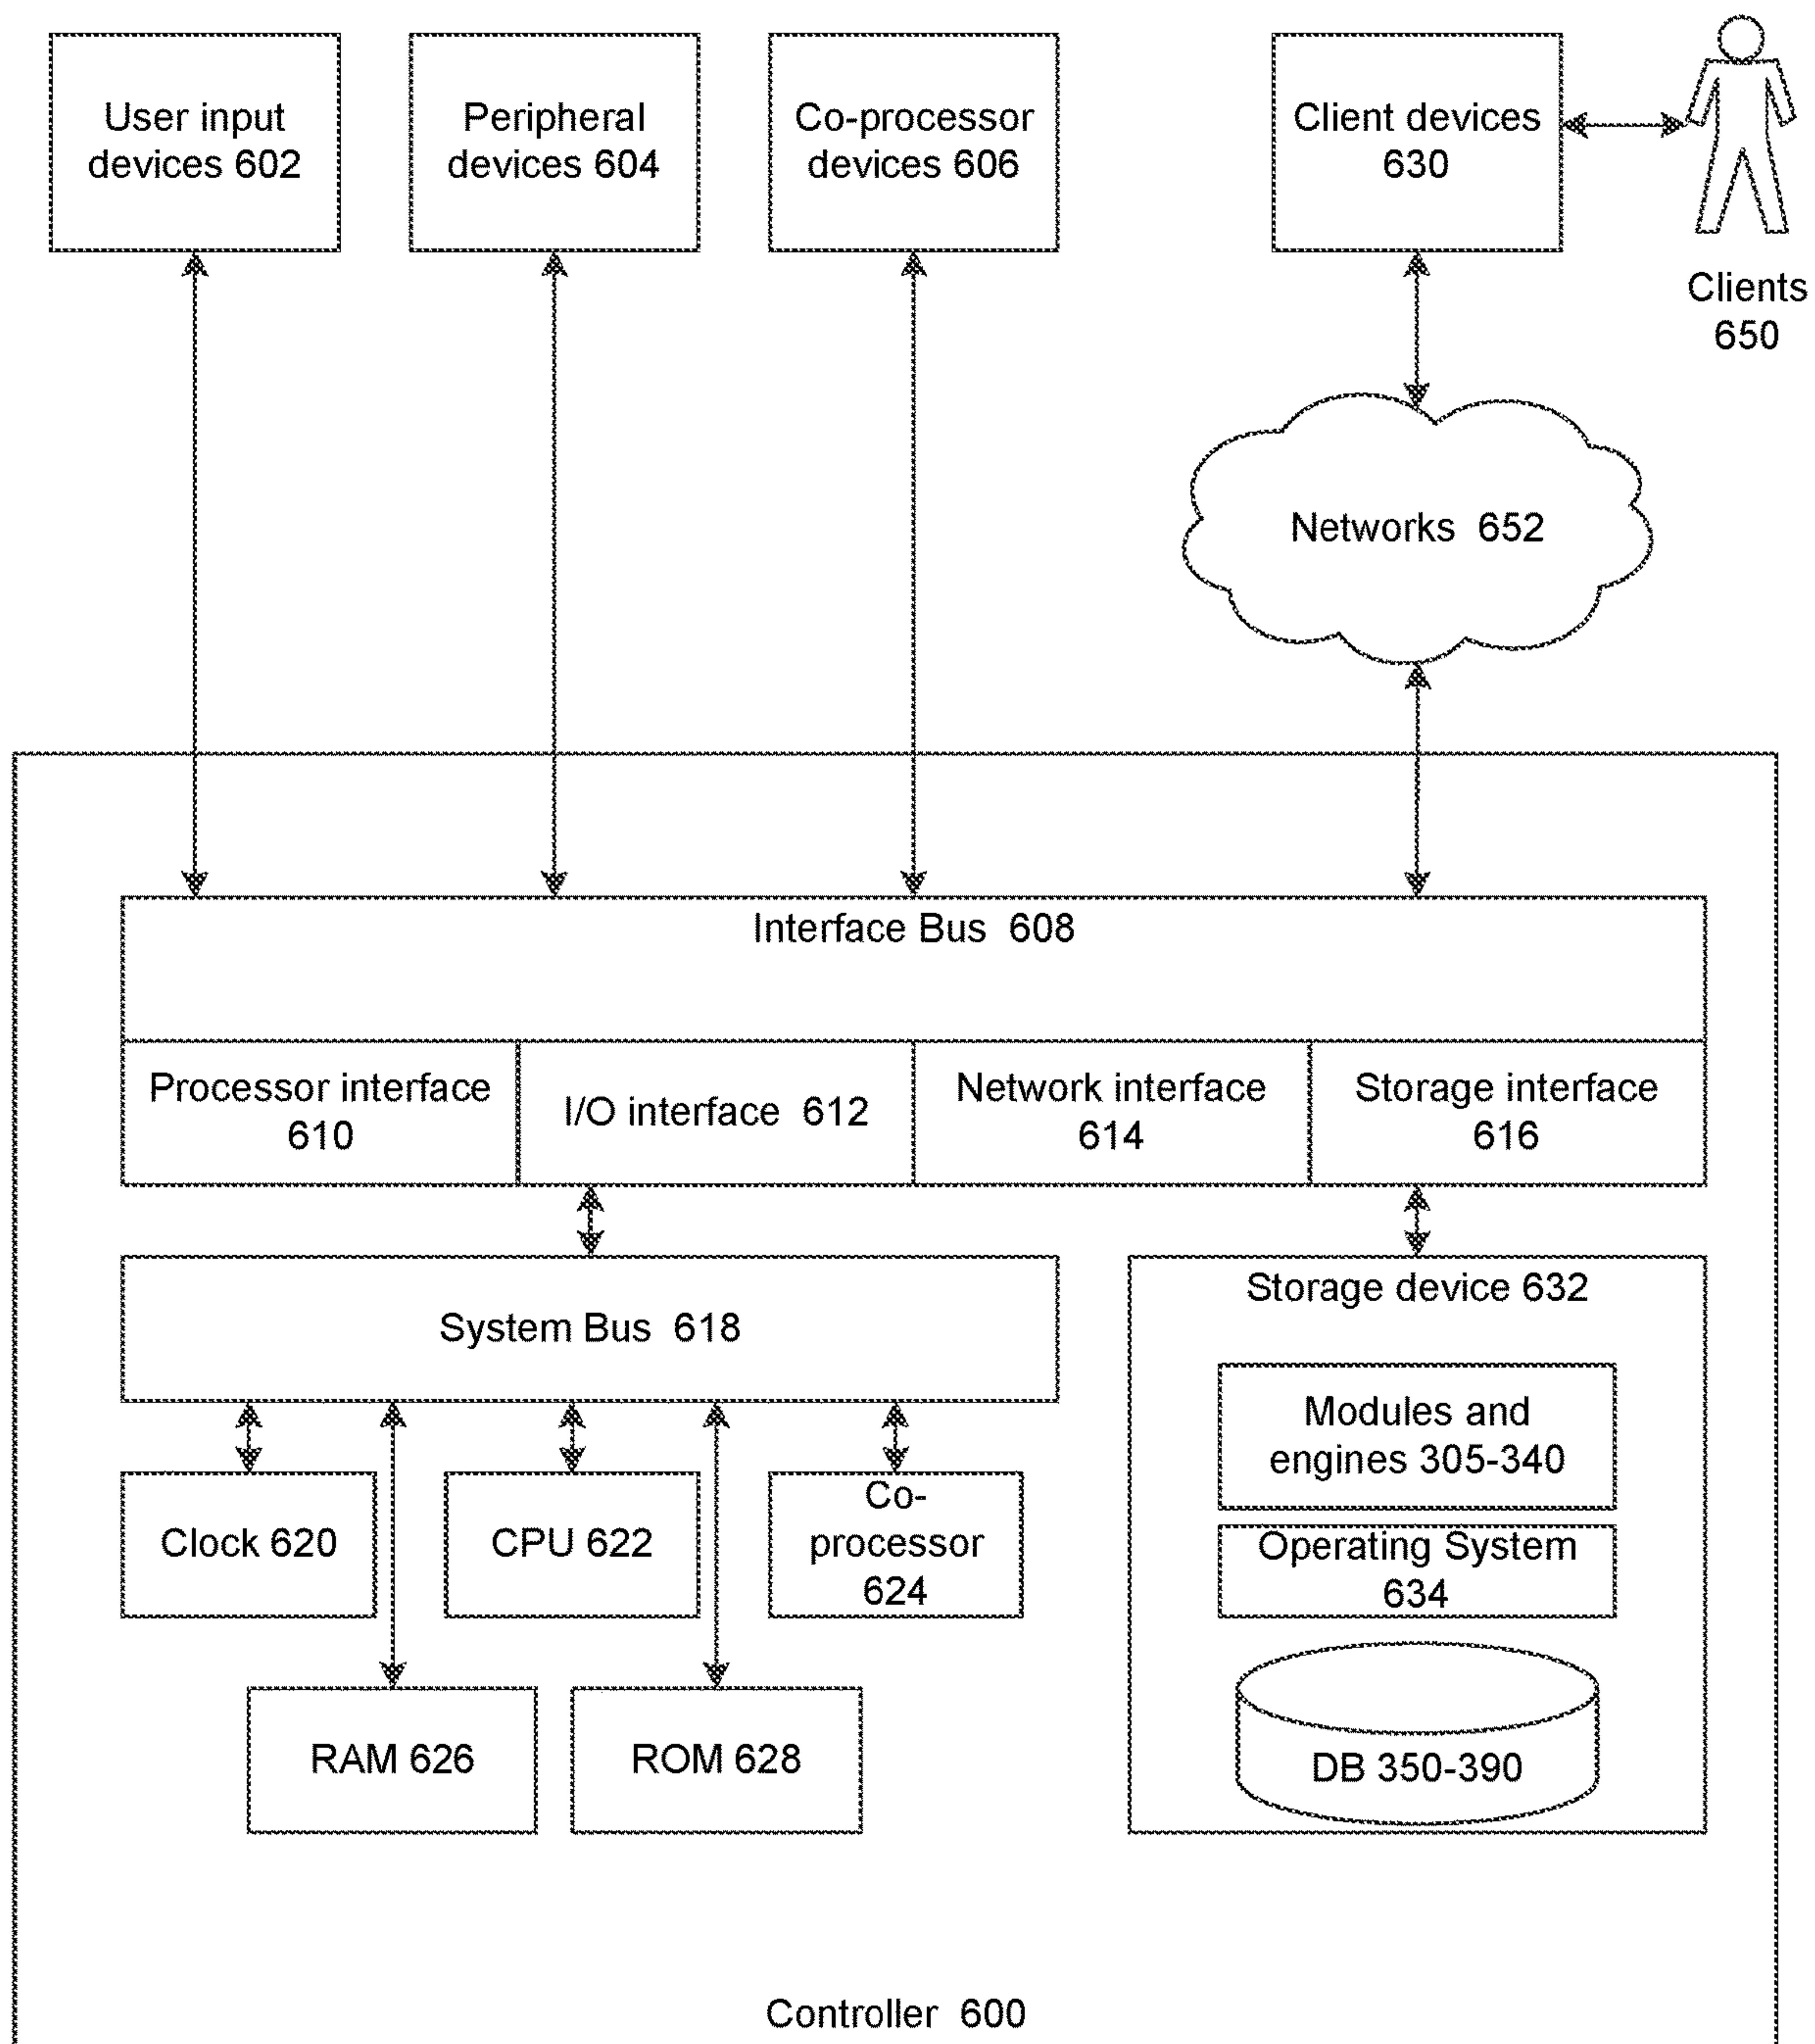 User input
devices 602
Peripheral
devices 604
Co-processor
devices 606
Client devices
630
Clients
650
Networks 652
Interface Bus 608
Processor interface
610
I/O interface 612
Network interface
614
Storage interface
616
System Bus 618
Storage device 632
Modules and
engines 305-340
Operating System
634
DB 350-390
Clock 620
CPU 622
Co-
processor
624
RAM 626
ROM 628
Controller 600